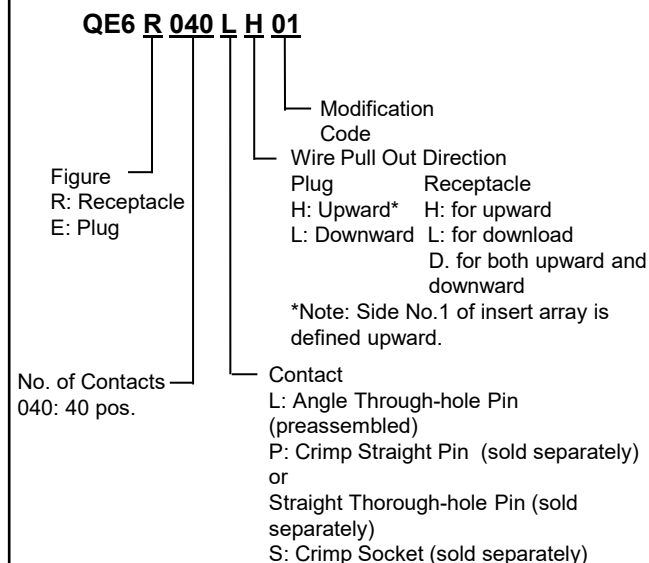 QE6 R 040 L H 01
Modification
Code
Wire Pull Out Direction
Plug Receptacle
H: Upward* H: for upward
L: Downward L: for download
D. for both upward and
downward
*Note: Side No.1 of insert array is
defined upward.
Figure
R: Receptacle
E: Plug
No. of Contacts
040: 40 pos.
Contact
L: Angle Through-hole Pin
(preassembled)
P: Crimp Straight Pin (sold separately)
or
Straight Thorough-hole Pin (sold
separately)
S: Crimp Socket (sold separately)